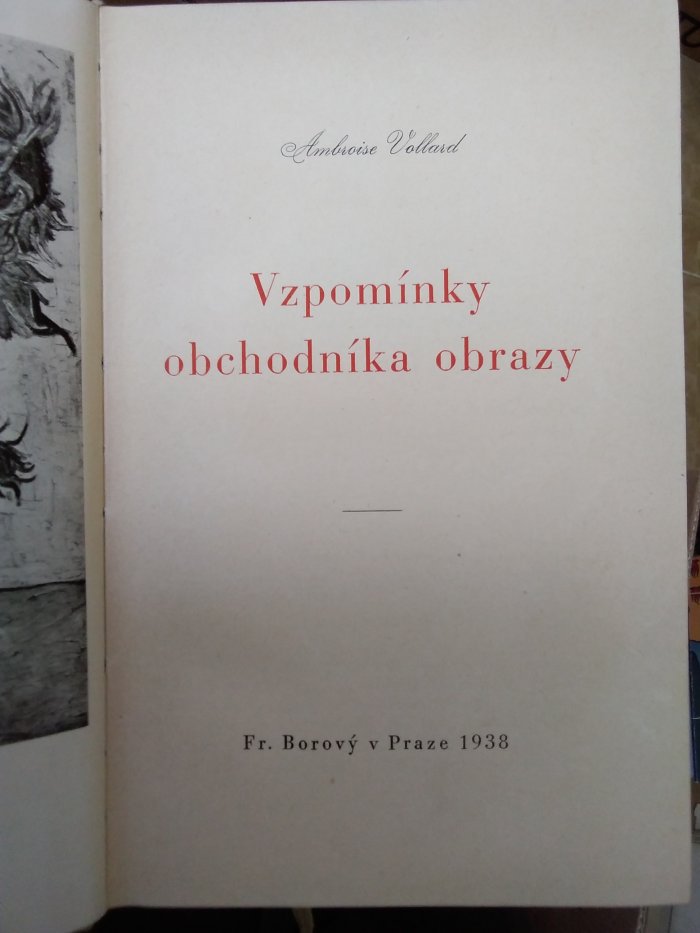 Ambroise Vollard
Vzpomínky
obchodníka obrazy
Fr. Borový v Praze 1938